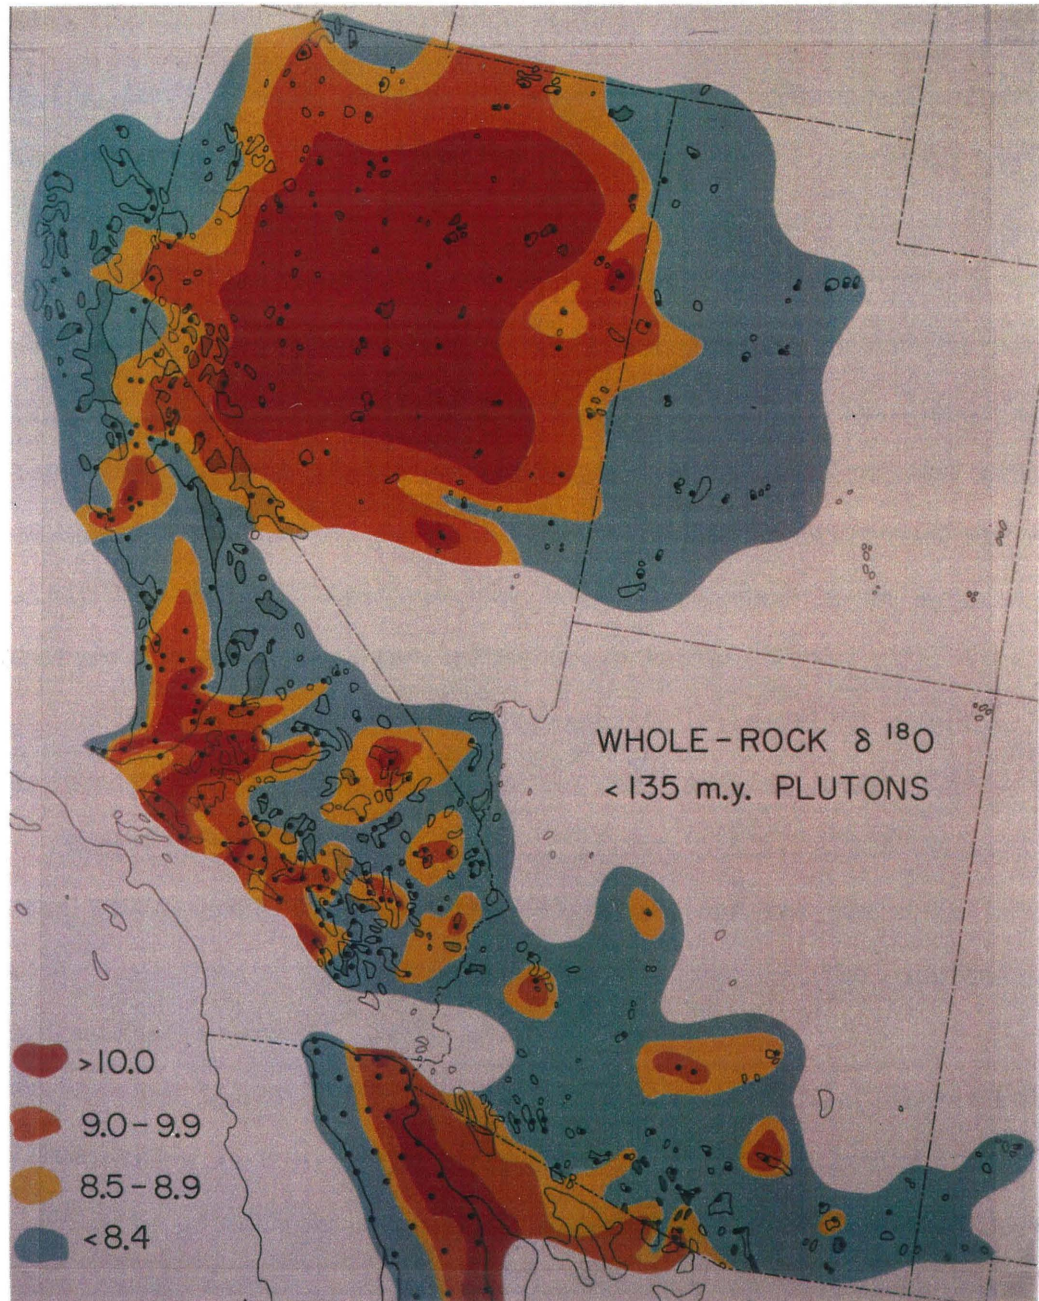 WHOLE-ROCK δ ¹⁸O
<135 m.y. PLUTONS
>10.0
9.0-9.9
8.5-8.9
<8.4